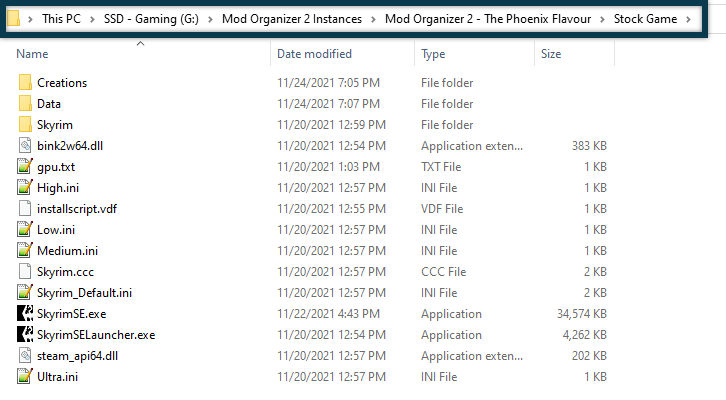 This PC > SSD - Gaming (G:) > Mod Organizer 2 Instances > Mod Organizer 2 - The Phoenix Flavour > Stock Game >
Name Date modified Type Size
Creations 11/24/2021 7:05 PM File folder
Data 11/24/2021 7:07 PM File folder
Skyrim 11/20/2021 12:59 PM File folder
bink2w64.dll 11/20/2021 12:54 PM Application exten... 383 KB
gpu.txt 11/20/2021 1:03 PM TXT File 1 KB
High.ini 11/20/2021 12:57 PM INI File 1 KB
installscript.vdf 11/20/2021 12:55 PM VDF File 1 KB
Low.ini 11/20/2021 12:57 PM INI File 1 KB
Medium.ini 11/20/2021 12:57 PM INI File 1 KB
Skyrim.ccc 11/20/2021 12:57 PM CCC File 2 KB
Skyrim_Default.ini 11/20/2021 12:57 PM INI File 2 KB
SkyrimSE.exe 11/22/2021 4:43 PM Application 34,574 KB
SkyrimSELauncher.exe 11/20/2021 12:54 PM Application 4,262 KB
steam_api64.dll 11/20/2021 12:57 PM Application exten... 202 KB
Ultra.ini 11/20/2021 12:57 PM INI File 1 KB